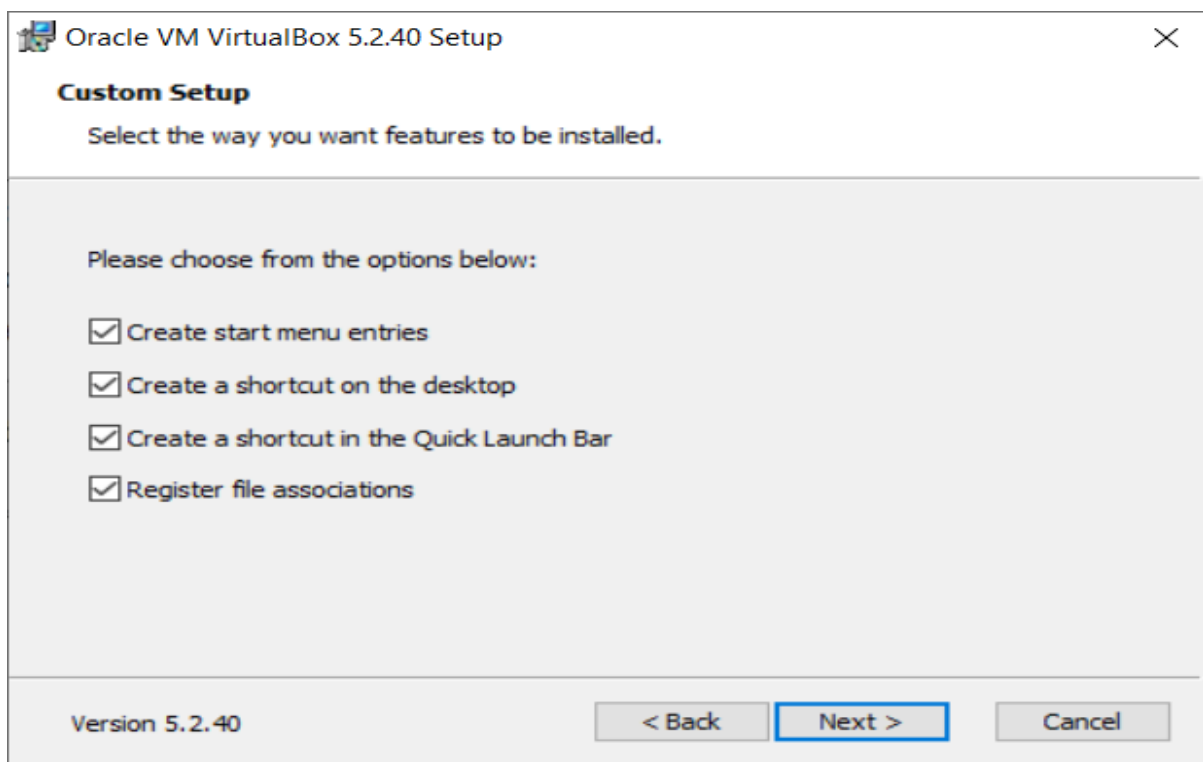 Oracle VM VirtualBox 5.2.40 Setup
Custom Setup
Select the way you want features to be installed.
Please choose from the options below:
Create start menu entries
Create a shortcut on the desktop
Create a shortcut in the Quick Launch Bar
Register file associations
Version 5.2.40
< Back
Next >
Cancel